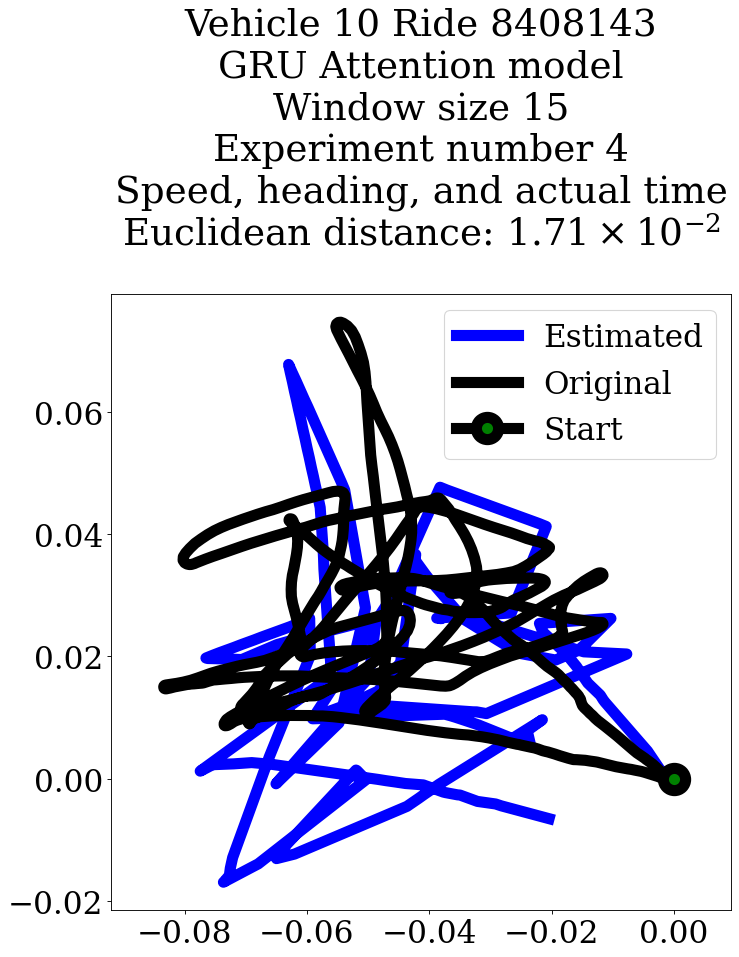 Vehicle 10 Ride 8408143
GRU Attention model
Window size 15
Experiment number 4
Speed, heading, and actual time
Euclidean distance: 1.71 × 10⁻²
Estimated
Original
Start
0.06
0.04
0.02
0.00
−0.02
−0.08 −0.06 −0.04 −0.02 0.00